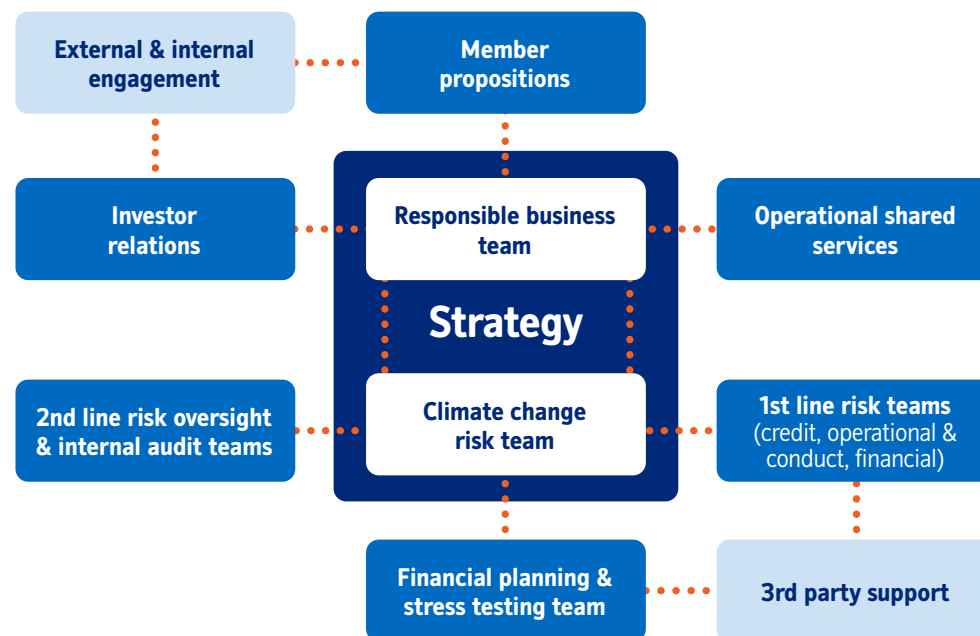 External & internal
engagement
Member
propositions
Investor
relations
Responsible business
team
Operational shared
services
Strategy
2nd line risk oversight
& internal audit teams
Climate change
risk team
1st line risk teams
(credit, operational &
conduct, financial)
Financial planning &
stress testing team
3rd party support